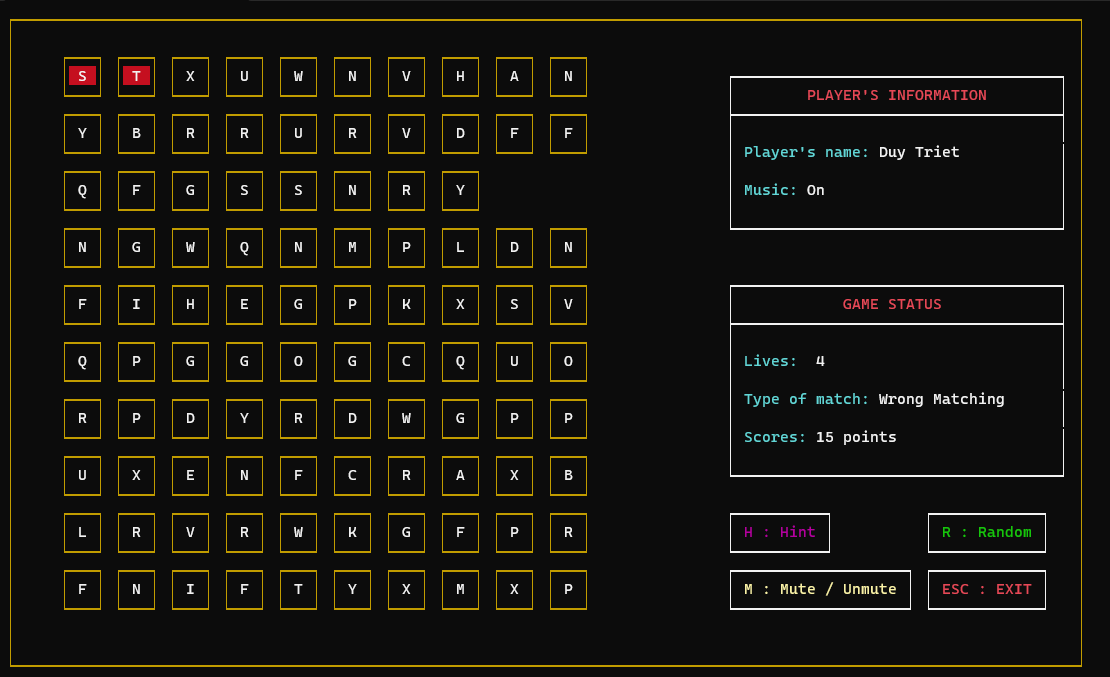 S T X U W N V H A N
Y B R R U R V D F F
Q F G S S N R Y
N G W Q N M P L D N
F I H E G P K X S V
Q P G G O G C Q U O
R P D Y R D W G P P
U X E N F C R A X B
L R V R W K G F P R
F N I F T Y X M X P
PLAYER'S INFORMATION
Player's name: Duy Triet
Music: On
GAME STATUS
Lives: 4
Type of match: Wrong Matching
Scores: 15 points
H : Hint
R : Random
M : Mute / Unmute
ESC : EXIT